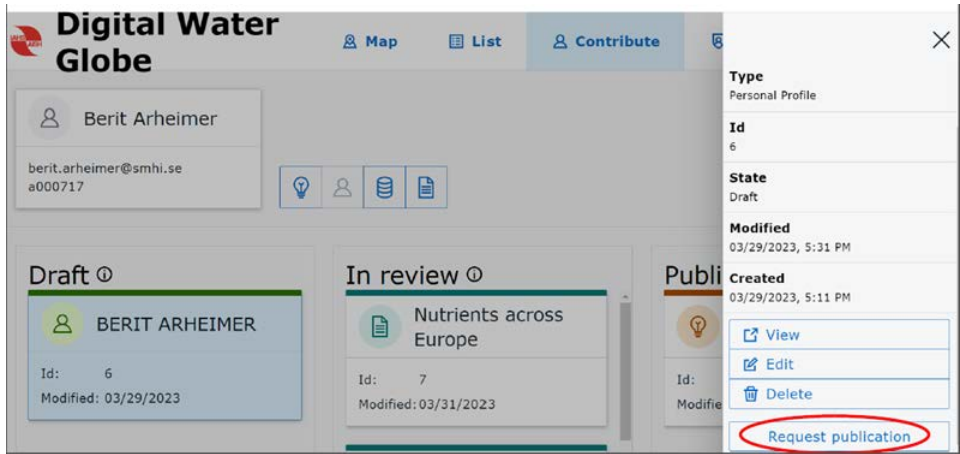 Digital Water
Globe
Map
List
Contribute
Berit Arheimer
berit.arheimer@smhi.se
a000717
Draft
BERIT ARHEIMER
Id: 6
Modified: 03/29/2023
In review
Nutrients across
Europe
Id: 7
Modified: 03/31/2023
Publi
Id:
Modifie
Type
Personal Profile
Id
6
State
Draft
Modified
03/29/2023, 5:31 PM
Created
03/29/2023, 5:11 PM
View
Edit
Delete
Request publication